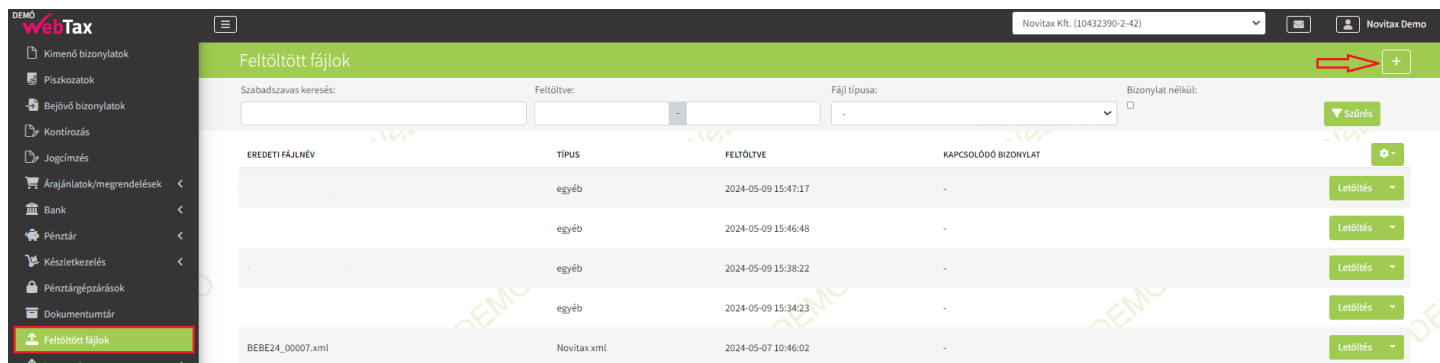 DEMÓ
WebTax
Novitax Kft. (10432390-2-42)
Novitax Demo
Kimenő bizonylatok
Piszkozatok
Bejövő bizonylatok
Kontírozás
Jogcímzés
Árajánlatok/megrendelések
Bank
Pénztár
Készletkezelés
Pénztárgépzárások
Dokumentumtár
Feltöltött fájlok
Feltöltött fájlok
+
Szabadszavas keresés:
Feltöltve:
Fájl típusa:
Bizonylat nélkül:
-
-
Szűrés
EREDETI FÁJLNÉV
TÍPUS
FELTÖLTVE
KAPCSOLÓDÓ BIZONYLAT
egyéb
2024-05-09 15:47:17
-
Letöltés
egyéb
2024-05-09 15:46:48
-
Letöltés
egyéb
2024-05-09 15:38:22
-
Letöltés
egyéb
2024-05-09 15:34:23
-
Letöltés
BEBE24_00007.xml
Novitax xml
2024-05-07 10:46:02
-
Letöltés
DEMO
DEMO